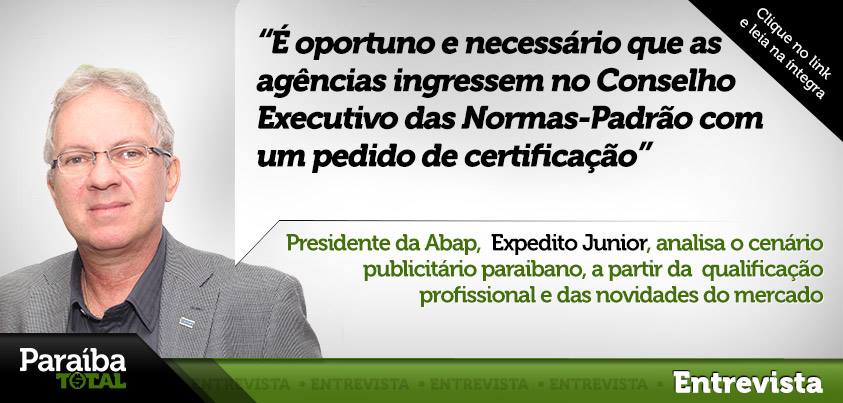 “É oportuno e necessário que as
agências ingressem no Conselho
Executivo das Normas-Padrão com
um pedido de certificação”
Clique no link
e leia na íntegra
Presidente da Abap, Expedito Junior, analisa o cenário
publicitário paraibano, a partir da qualificação
profissional e das novidades do mercado
Paraíba
TOTAL
ENTREVISTA • ENTREVISTA • ENTREVISTA • ENTREVISTA • ENTREVISTA
Entrevista